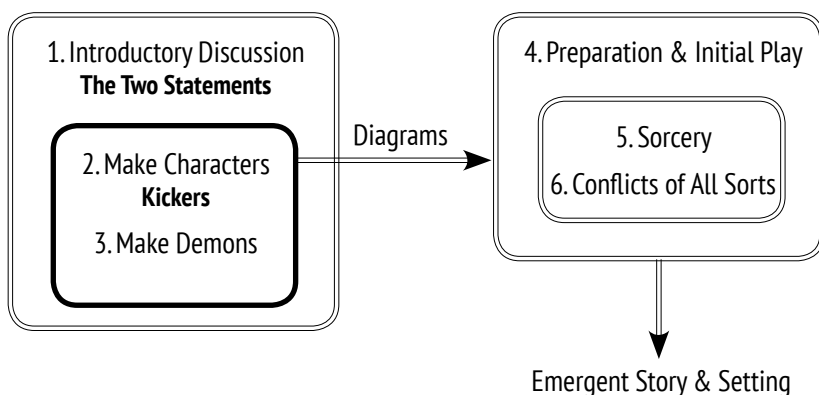 1. Introductory Discussion
The Two Statements
2. Make Characters
Kickers
3. Make Demons
Diagrams
4. Preparation & Initial Play
5. Sorcery
6. Conflicts of All Sorts
Emergent Story & Setting